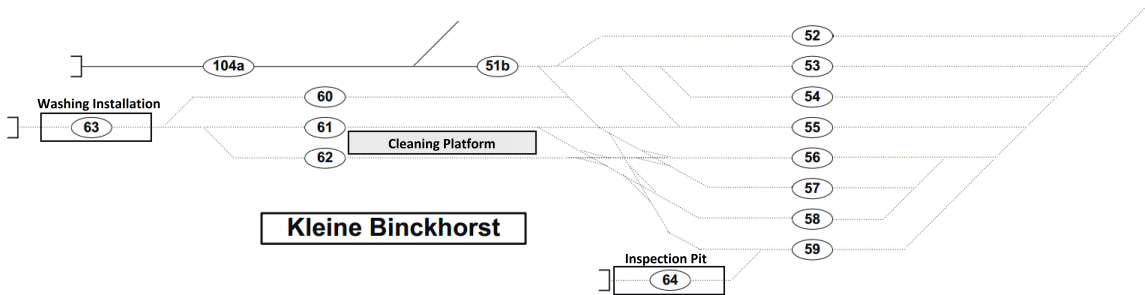 52
104a
51b
53
Washing Installation
60
54
63
61
55
Cleaning Platform
62
56
57
Kleine Binckhorst
58
59
Inspection Pit
64